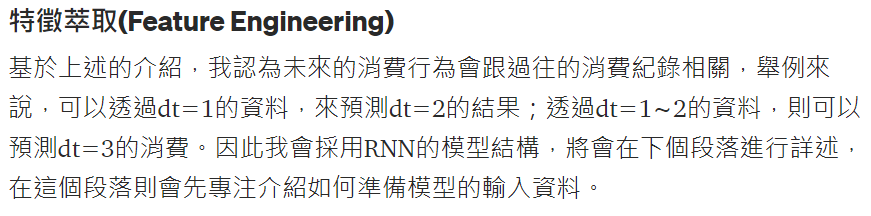 特徵萃取(Feature Engineering)
基於上述的介紹，我認為未來的消費行為會跟過往的消費紀錄相關，舉例來
說，可以透過dt=1的資料，來預測dt=2的結果；透過dt=1~2的資料，則可以
預測dt=3的消費。因此我會採用RNN的模型結構，將會在下個段落進行詳述，
在這個段落則會先專注介紹如何準備模型的輸入資料。